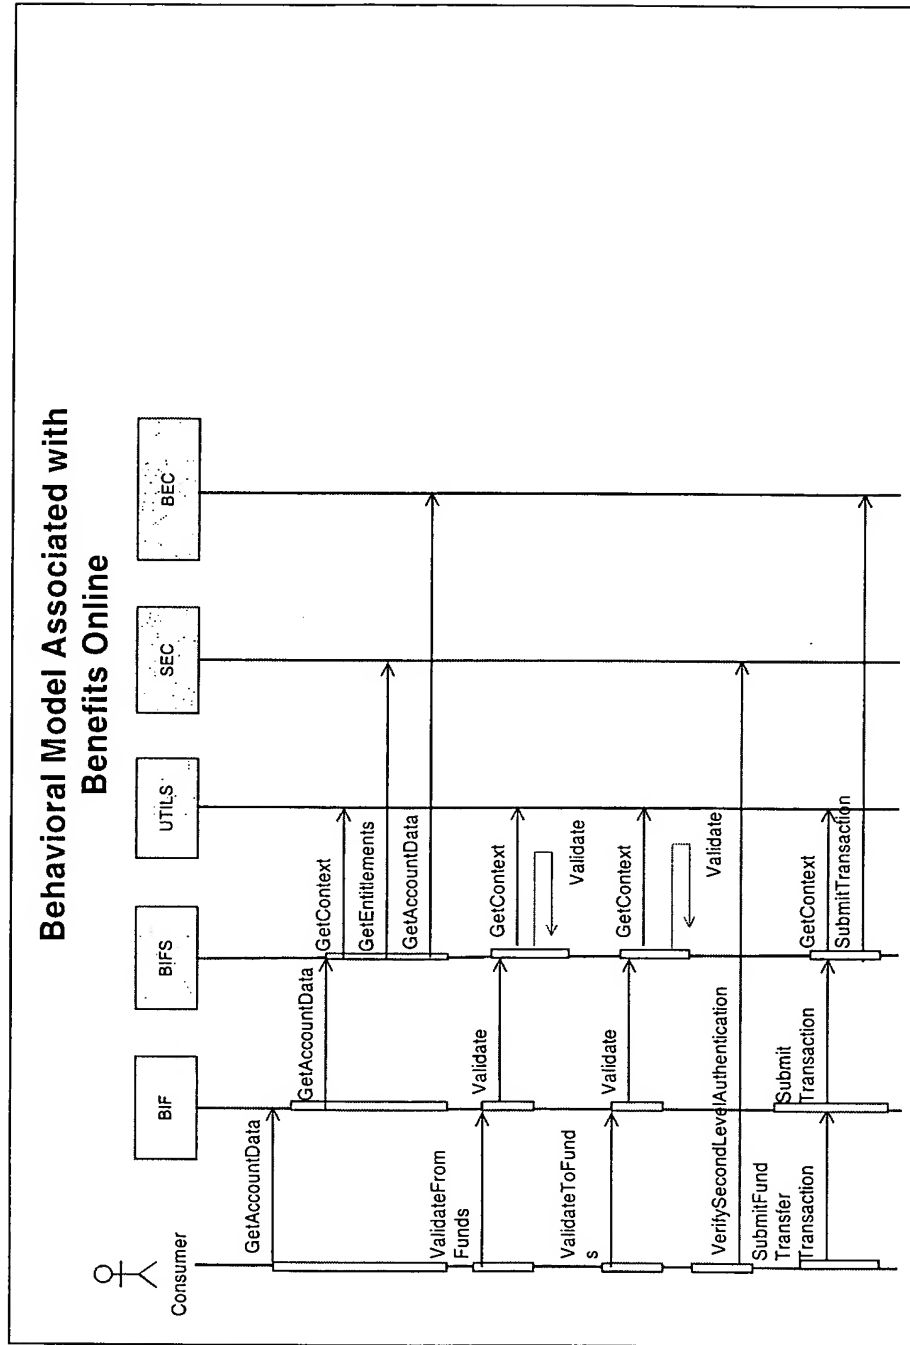 Behavioral Model Associated with
Benefits Online
Consumer
BIF
BIFS
UTILS
SEC
BEC
GetAccountData
GetAccountData
GetContext
GetEntitlements
GetAccountData
ValidateFrom
Funds
Validate
GetContext
Validate
ValidateToFund
s
Validate
GetContext
Validate
VerifySecondLevelAuthentication
SubmitFund
Transfer
Transaction
Submit
Transaction
GetContext
SubmitTransaction